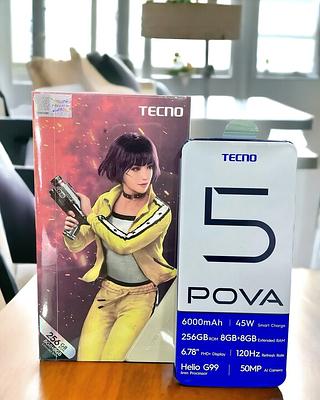 TECNO
256GB
TECNO
5
POVA
6000mAh | 45W Smart Charge
256GB ROM 8GB+8GB Extended RAM
6.78" FHD+ Display | 120Hz Refresh Rate
Helio G99 | 50MP AI Camera